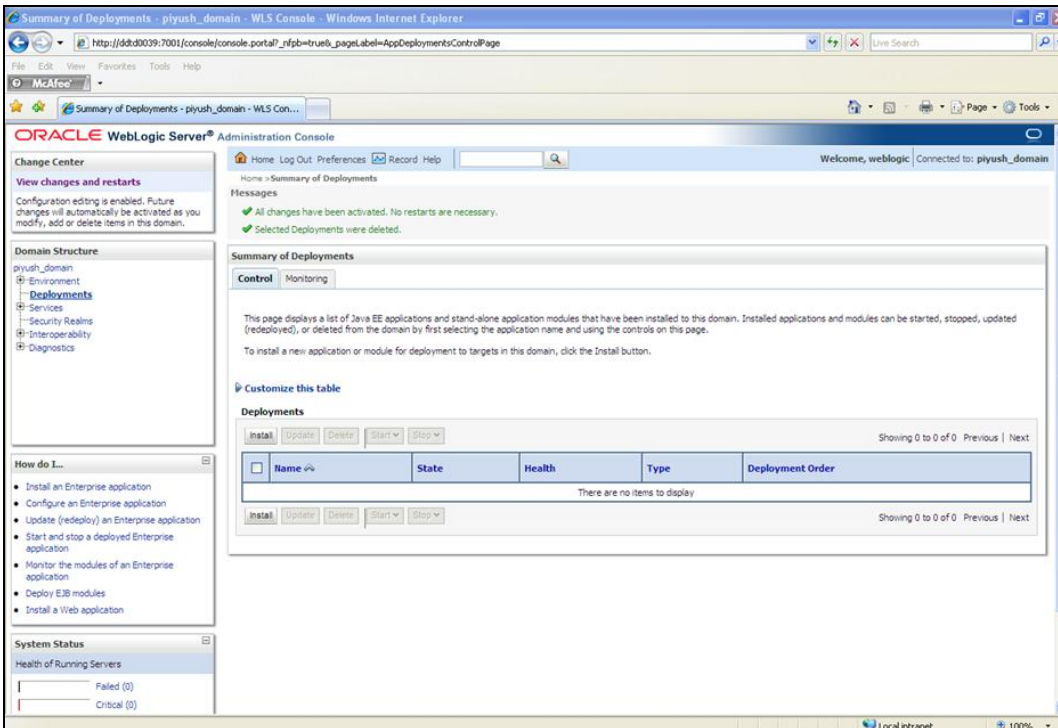 Summary of Deployments - piyush_domain - WLS Console - Windows Internet Explorer
http://ddtd0039:7001/console/console.portal?_nfpb=true&_pageLabel=AppDeploymentsControlPage
Live Search
File Edit View Favorites Tools Help
McAfee
Summary of Deployments - piyush_domain - WLS Con...
Page Tools
ORACLE WebLogic Server® Administration Console
Change Center
View changes and restarts
Configuration editing is enabled. Future
changes will automatically be activated as you
modify, add or delete items in this domain.
Domain Structure
piyush_domain
Environment
Deployments
Services
Security Realms
Interoperability
Diagnostics
How do I...
Install an Enterprise application
Configure an Enterprise application
Update (redeploy) an Enterprise application
Start and stop a deployed Enterprise
application
Monitor the modules of an Enterprise
application
Deploy EJB modules
Install a Web application
System Status
Health of Running Servers
Failed (0)
Critical (0)
Home Log Out Preferences Record Help
Welcome, weblogic Connected to: piyush_domain
Home >Summary of Deployments
Messages
All changes have been activated. No restarts are necessary.
Selected Deployments were deleted.
Summary of Deployments
Control Monitoring
This page displays a list of Java EE applications and stand-alone application modules that have been installed to this domain. Installed applications and modules can be started, stopped, updated
(redeployed), or deleted from the domain by first selecting the application name and using the controls on this page.
To install a new application or module for deployment to targets in this domain, click the Install button.
Customize this table
Deployments
Install Update Delete Start Stop Showing 0 to 0 of 0 Previous | Next
Name State Health Type Deployment Order
There are no items to display
Install Update Delete Start Stop Showing 0 to 0 of 0 Previous | Next
Local intranet 100%